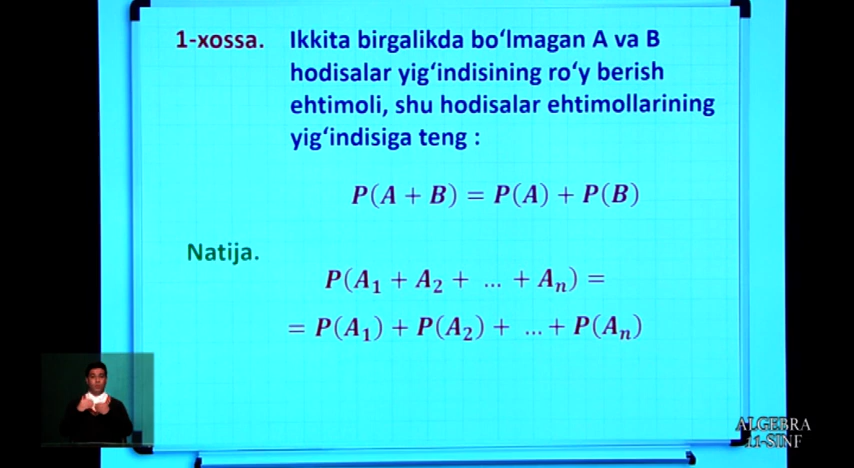 1-xossa. Ikkita birgalikda bo‘lmagan A va B
hodisalar yig‘indisining ro‘y berish
ehtimoli, shu hodisalar ehtimollarining
yig‘indisiga teng :
P(A + B) = P(A) + P(B)
Natija.
P(A₁ + A₂ + ... + Aₙ) =
= P(A₁) + P(A₂) + ... + P(Aₙ)
ALGEBRA
11-SINF